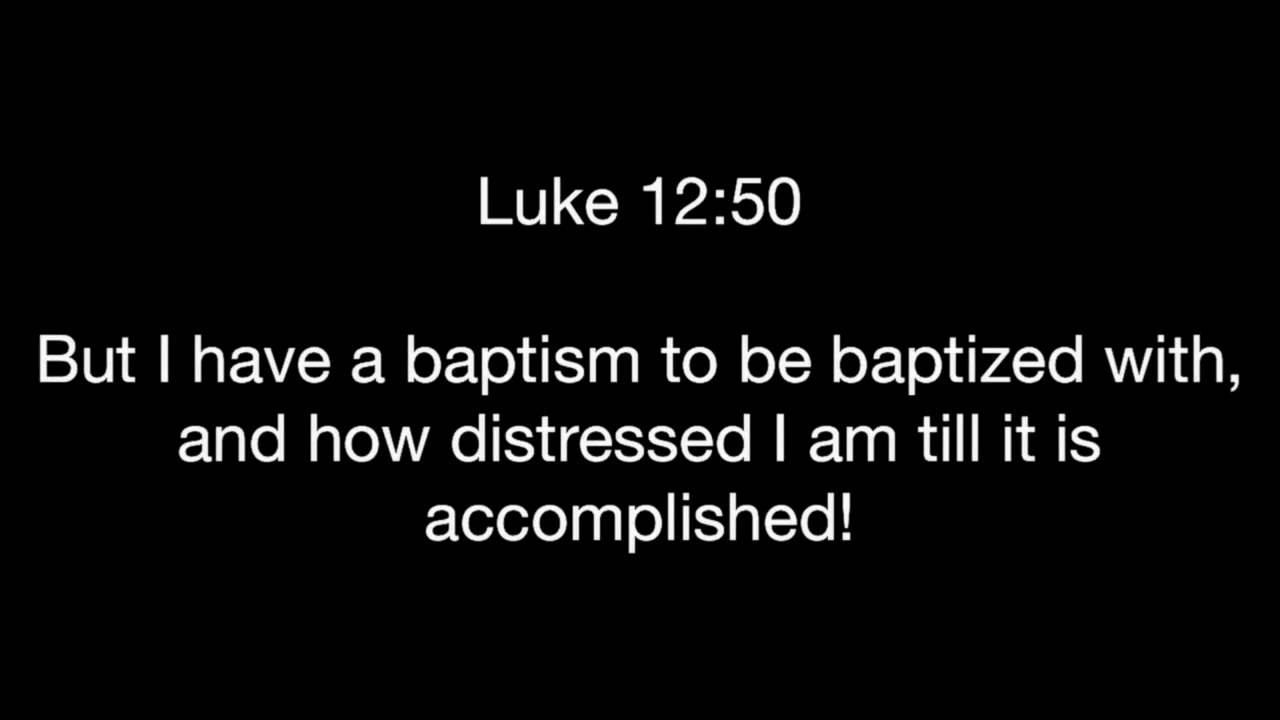 Luke 12:50
But I have a baptism to be baptized with,
and how distressed I am till it is
accomplished!